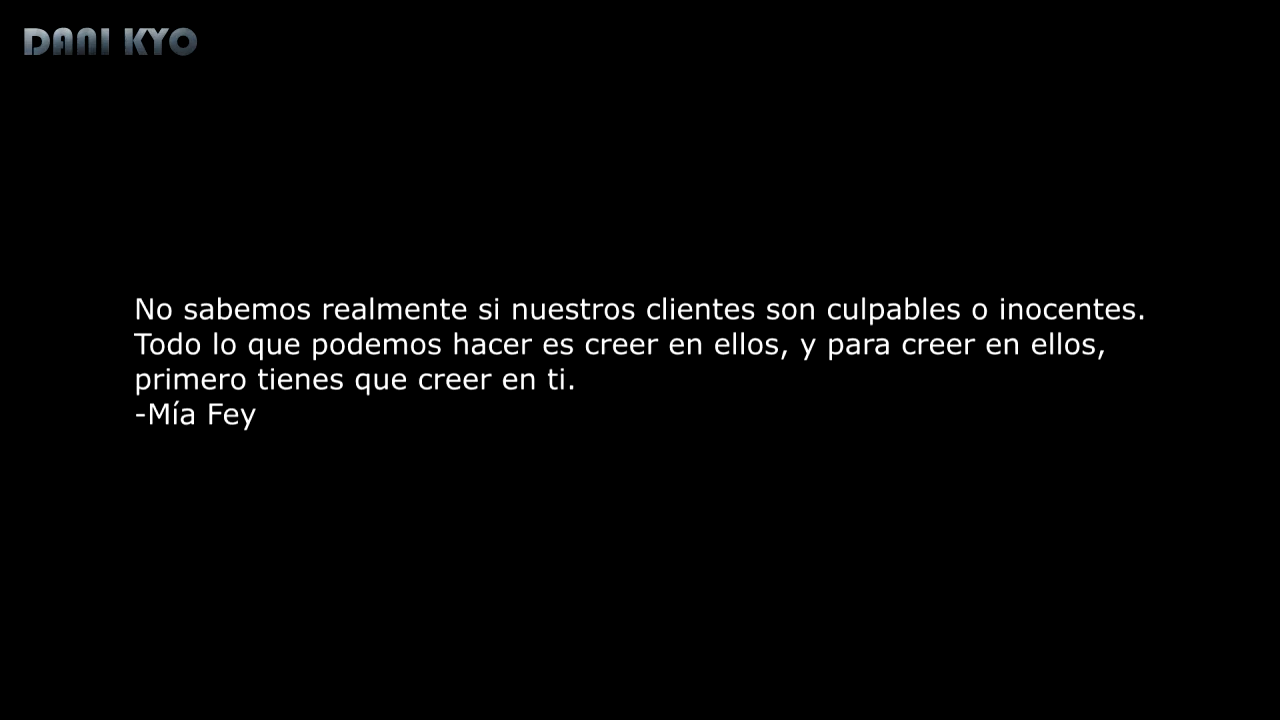 DANI KYO
No sabemos realmente si nuestros clientes son culpables o inocentes.
Todo lo que podemos hacer es creer en ellos, y para creer en ellos,
primero tienes que creer en ti.
-Mía Fey